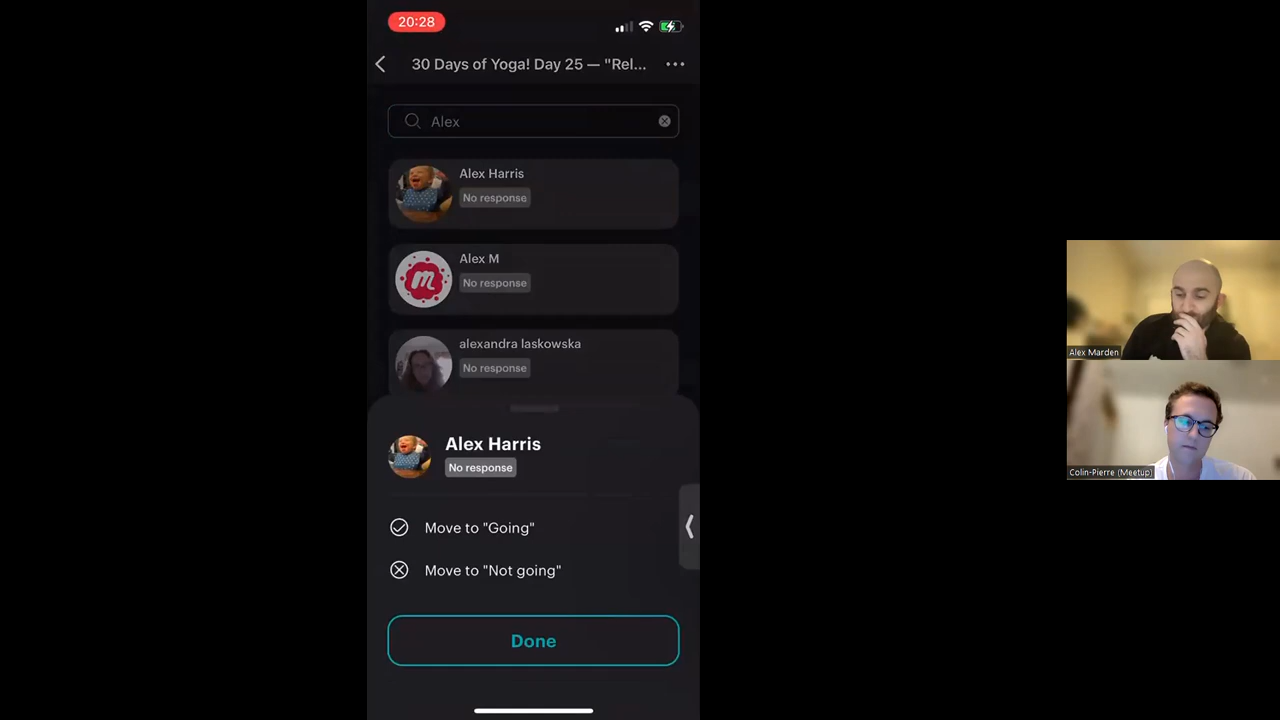 20:28
30 Days of Yoga! Day 25 — "Rel...
Alex
Alex Harris
No response
Alex M
No response
alexandra laskowska
No response
Alex Harris
No response
Move to "Going"
Move to "Not going"
Done
Alex Marden
Colin-Pierre (Meetup)